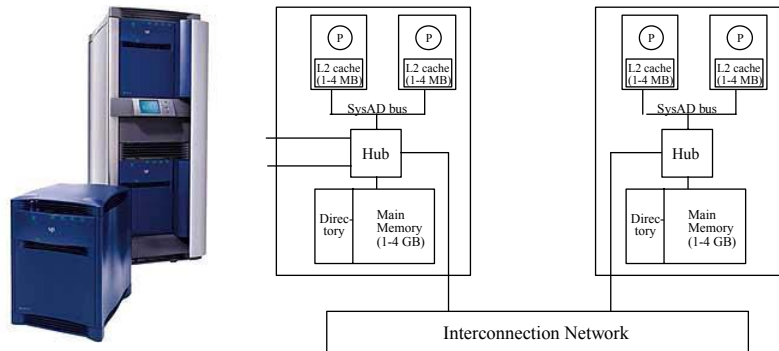 P
P
P
P
L2 cache
(1-4 MB)
L2 cache
(1-4 MB)
L2 cache
(1-4 MB)
L2 cache
(1-4 MB)
SysAD bus
SysAD bus
Hub
Hub
Direc-
tory
Main
Memory
(1-4 GB)
Direc-
tory
Main
Memory
(1-4 GB)
Interconnection Network